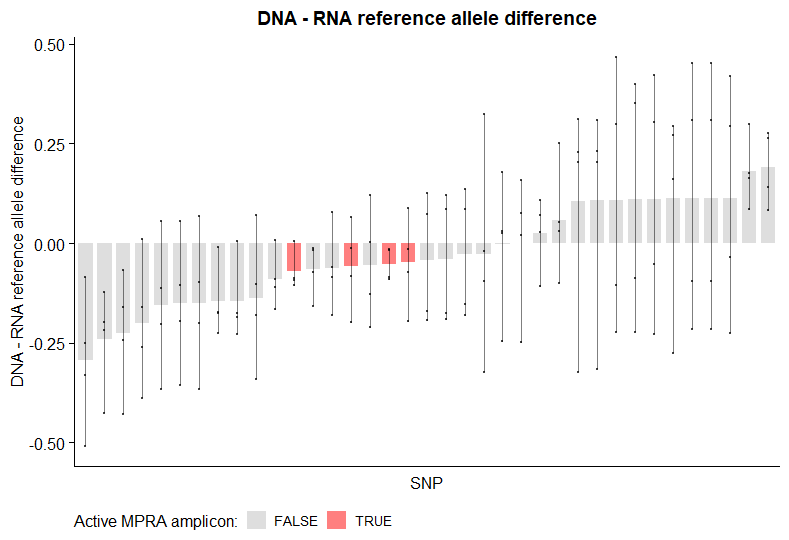 DNA - RNA reference allele difference
0.50
0.25
0.00
-0.25
-0.50
DNA - RNA reference allele difference
SNP
Active MPRA amplicon: FALSE TRUE